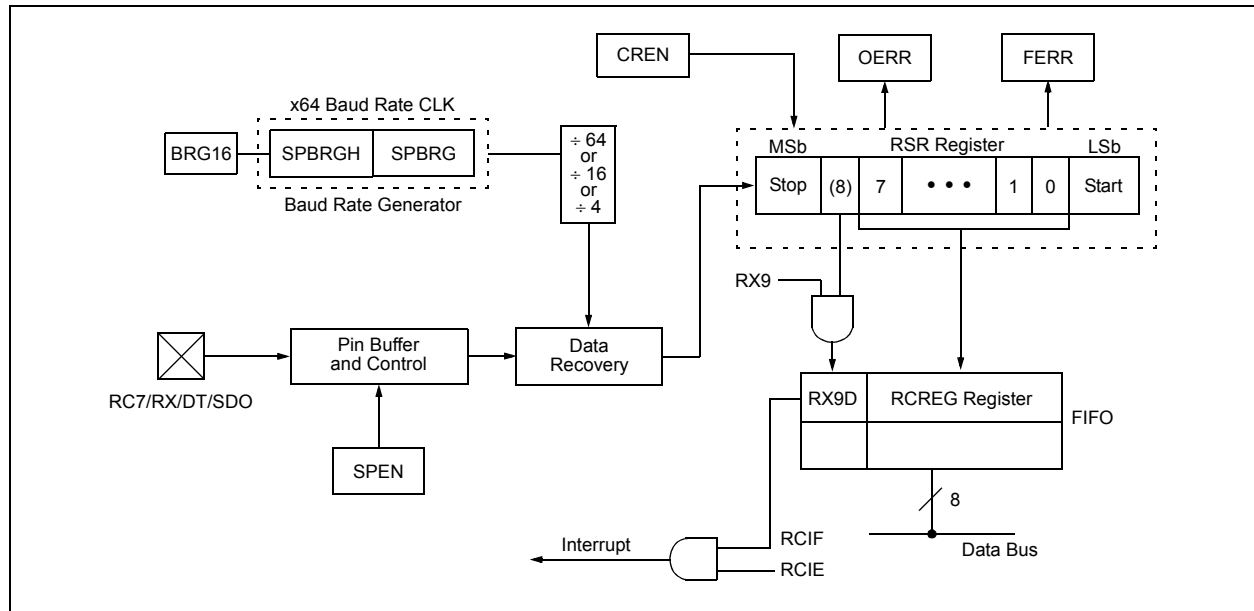 CREN
OERR
FERR
x64 Baud Rate CLK
BRG16
SPBRGH
SPBRG
Baud Rate Generator
÷ 64
or
÷ 16
or
÷ 4
MSb
RSR Register
LSb
Stop
(8)
7
• • •
1
0
Start
RX9
Pin Buffer
and Control
Data
Recovery
RC7/RX/DT/SDO
SPEN
RX9D
RCREG Register
FIFO
8
Data Bus
Interrupt
RCIF
RCIE